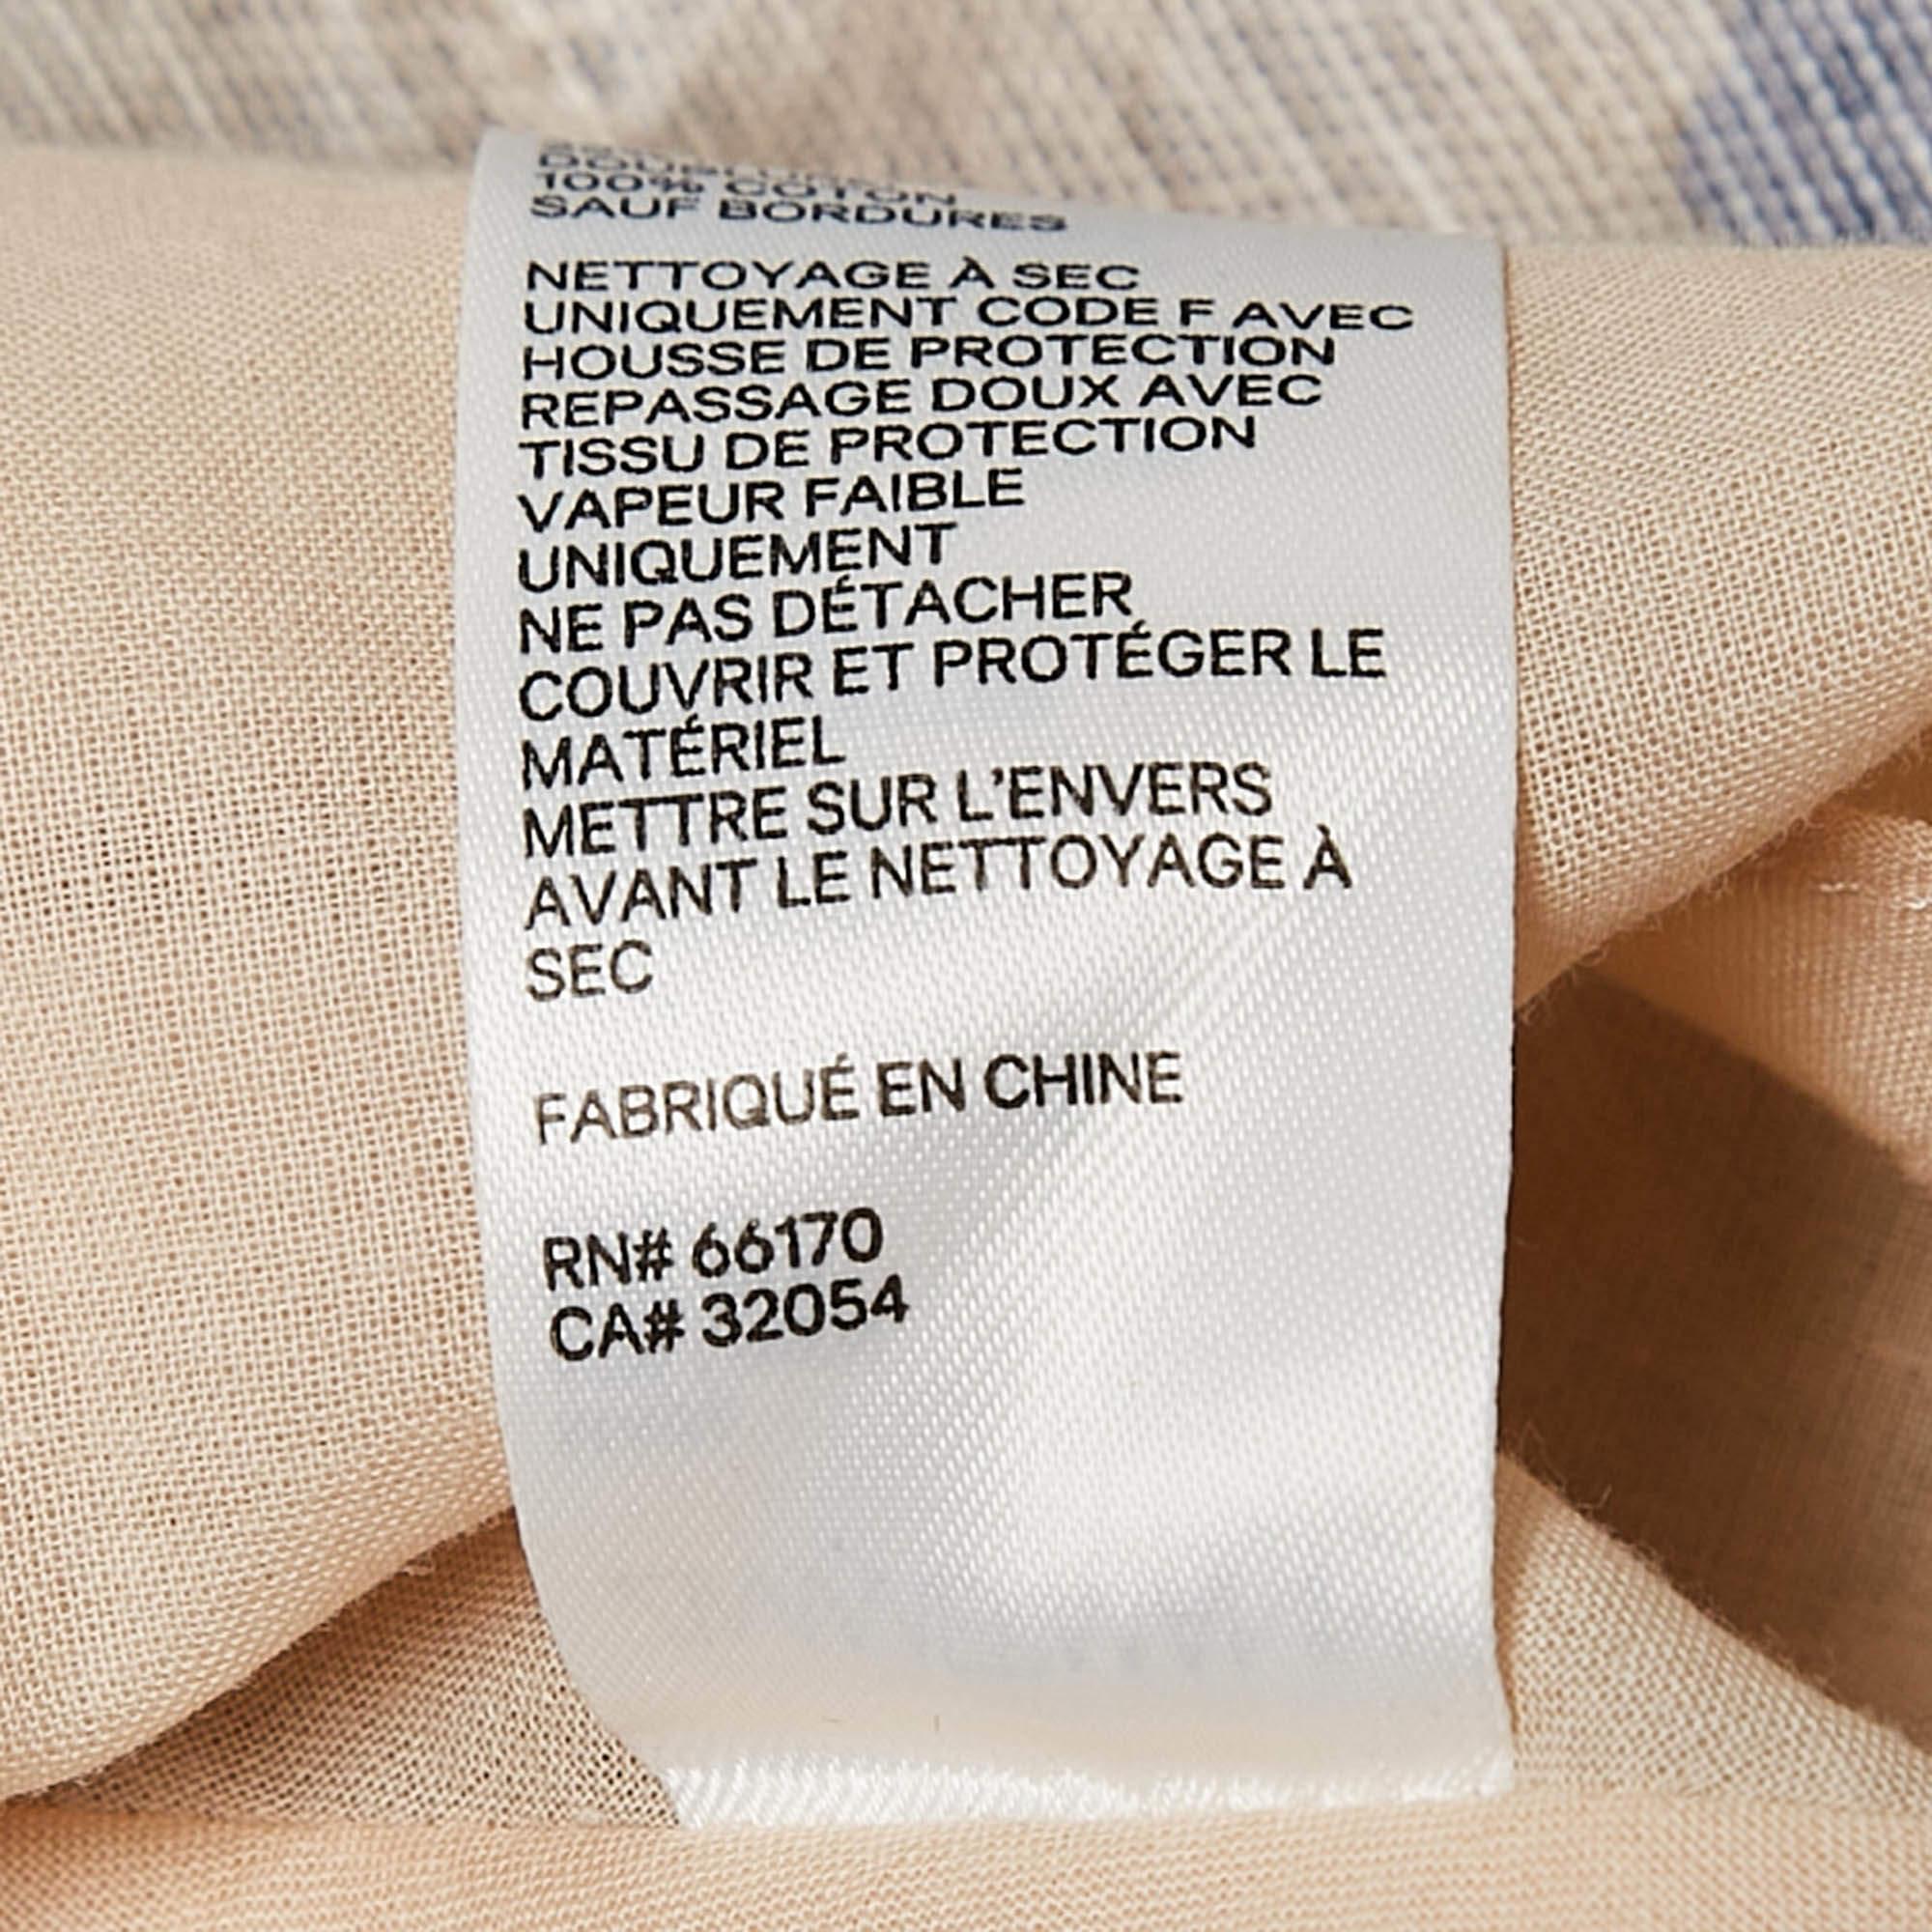 100% COTON
SAUF BORDURES
NETTOYAGE À SEC
UNIQUEMENT CODE F AVEC
HOUSSE DE PROTECTION
REPASSAGE DOUX AVEC
TISSU DE PROTECTION
VAPEUR FAIBLE
UNIQUEMENT
NE PAS DÉTACHER
COUVRIR ET PROTÉGER LE
MATÉRIEL
METTRE SUR L'ENVERS
AVANT LE NETTOYAGE À
SEC
FABRIQUÉ EN CHINE
RN# 66170
CA# 32054